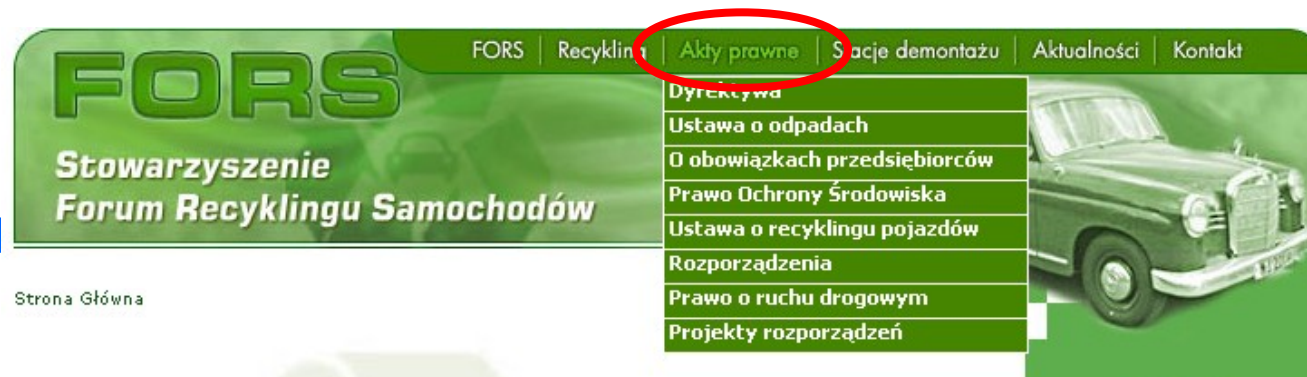 FORS | Recykling | Akty prawne | Stacje demontażu | Aktualności | Kontakt
FORS
Stowarzyszenie
Forum Recyklingu Samochodów
Dyrektywa
Ustawa o odpadach
O obowiązkach przedsiębiorców
Prawo Ochrony Środowiska
Ustawa o recyklingu pojazdów
Rozporządzenia
Prawo o ruchu drogowym
Projekty rozporządzeń
Strona Główna